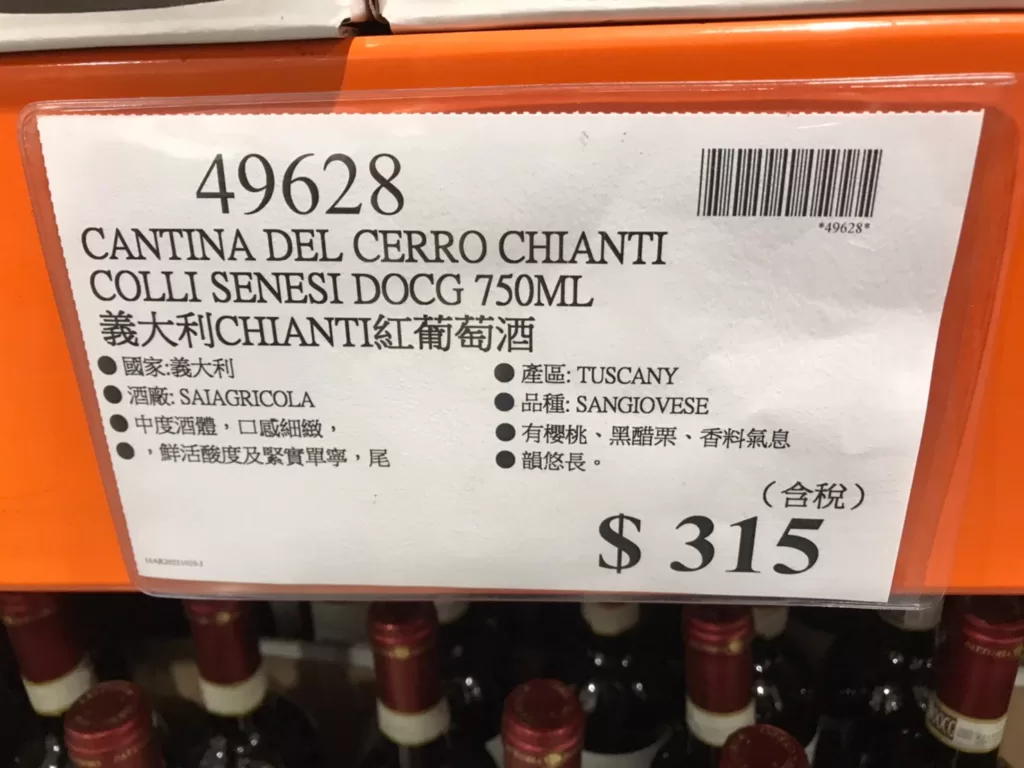 49628
*49628*
CANTINA DEL CERRO CHIANTI
COLLI SENESI DOCG 750ML
義大利CHIANTI紅葡萄酒
●國家:義大利
●產區: TUSCANY
●酒廠: SAIAGRICOLA
●品種: SANGIOVESE
●中度酒體，口感細緻，
●有櫻桃、黑醋栗、香料氣息
●，鮮活酸度及緊實單寧，尾
●韻悠長。
（含稅）
$ 315